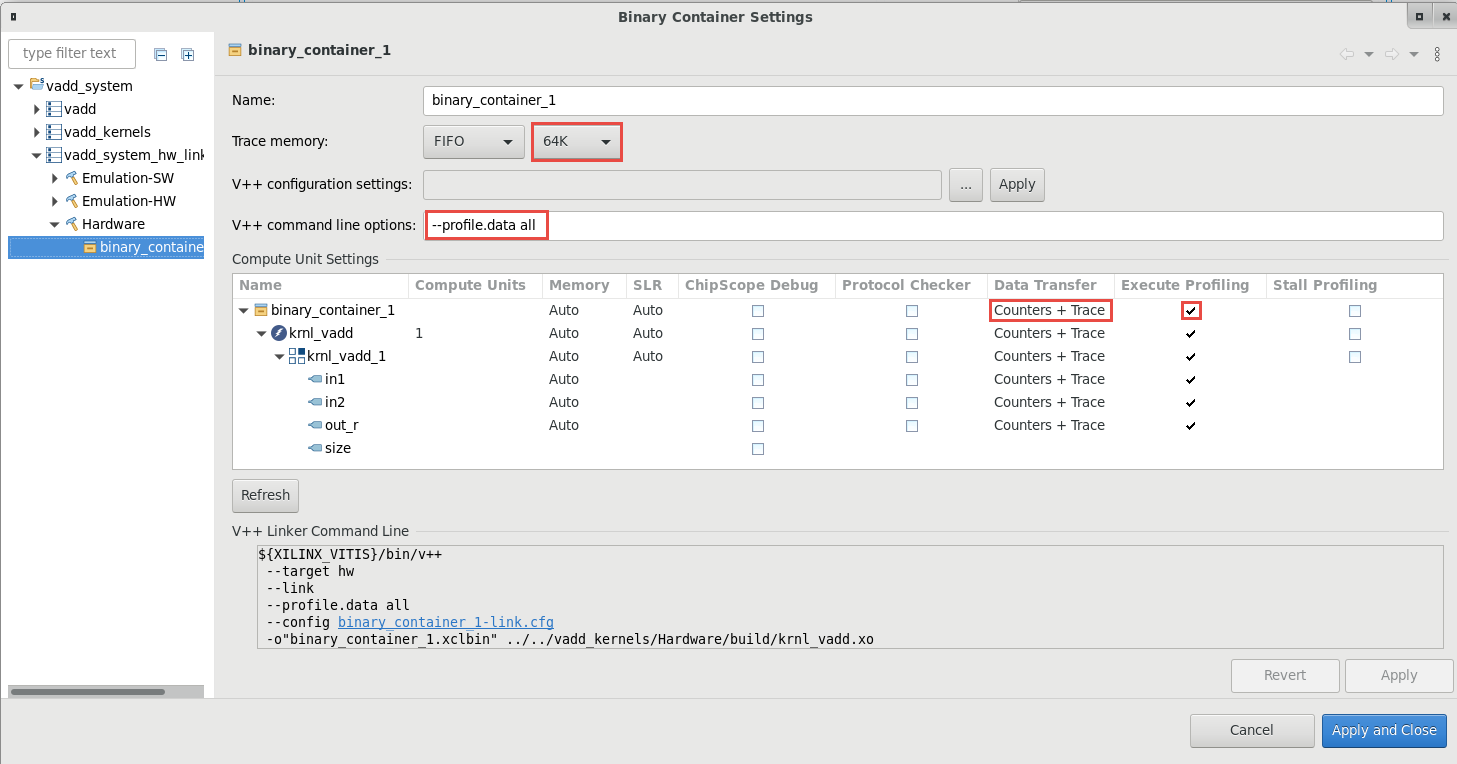 Binary Container Settings
type filter text
vadd_system
vadd
vadd_kernels
vadd_system_hw_link
Emulation-SW
Emulation-HW
Hardware
binary_containe
binary_container_1
Name: binary_container_1
Trace memory: FIFO 64K
V++ configuration settings: ... Apply
V++ command line options: --profile.data all
Compute Unit Settings
Name Compute Units Memory SLR ChipScope Debug Protocol Checker Data Transfer Execute Profiling Stall Profiling
binary_container_1 Auto Auto Counters + Trace
krnl_vadd 1 Auto Auto Counters + Trace
krnl_vadd_1 Auto Auto Counters + Trace
in1 Auto Counters + Trace
in2 Auto Counters + Trace
out_r Auto Counters + Trace
size
Refresh
V++ Linker Command Line
${XILINX_VITIS}/bin/v++
--target hw
--link
--profile.data all
--config binary_container_1-link.cfg
-o"binary_container_1.xclbin" ../../vadd_kernels/Hardware/build/krnl_vadd.xo
Revert Apply
Cancel Apply and Close